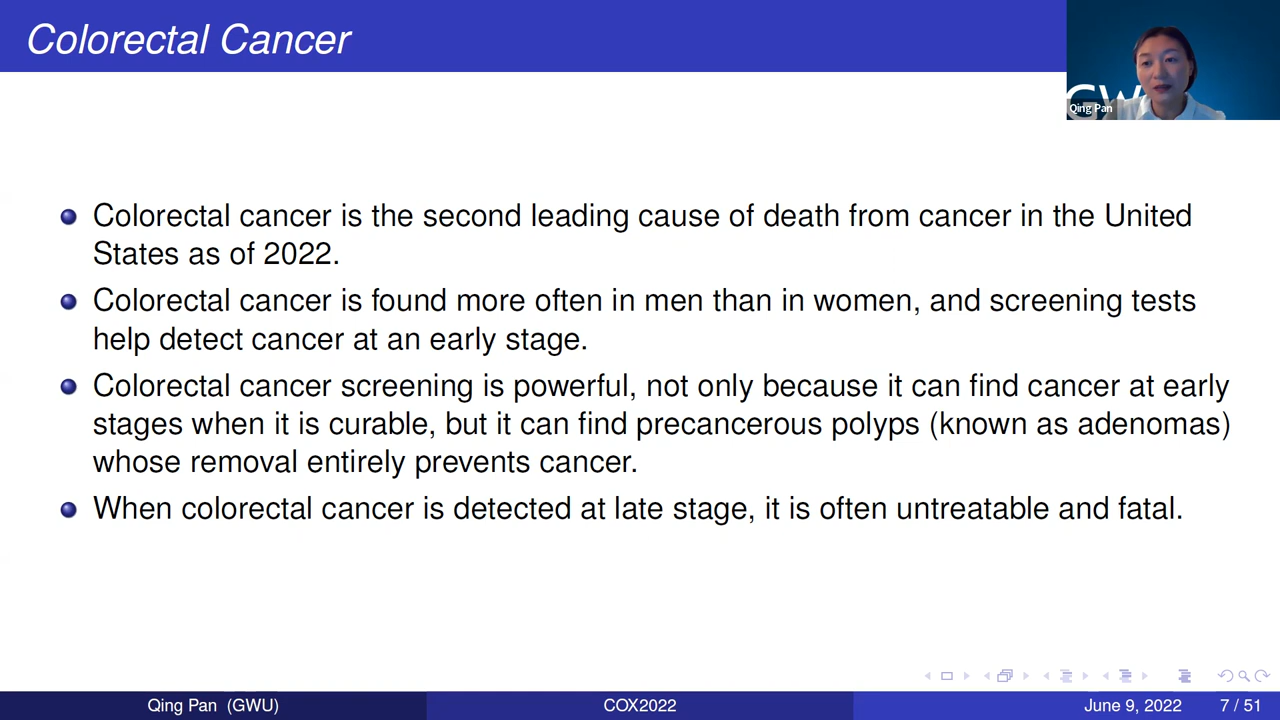 Colorectal Cancer
GW
Qing Pan
Colorectal cancer is the second leading cause of death from cancer in the United
States as of 2022.
Colorectal cancer is found more often in men than in women, and screening tests
help detect cancer at an early stage.
Colorectal cancer screening is powerful, not only because it can find cancer at early
stages when it is curable, but it can find precancerous polyps (known as adenomas)
whose removal entirely prevents cancer.
When colorectal cancer is detected at late stage, it is often untreatable and fatal.
Qing Pan (GWU)
COX2022
June 9, 2022
7 / 51